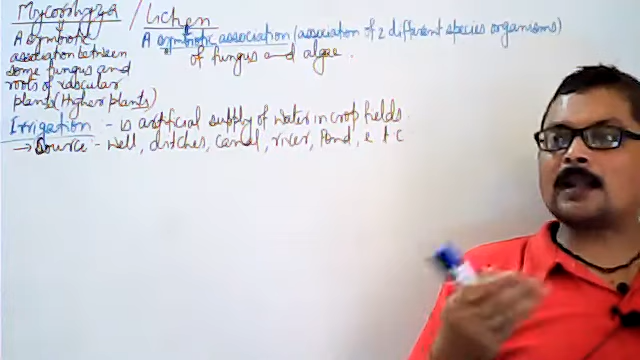 Mycorrhyza / Lichen
A symbiotic association between some fungus and roots of vascular plants (Higher plants)
A symbiotic association (association of 2 different species organisms) of fungus and algae.
Irrigation - is artificial supply of water in crop fields.
→ Source - Well, ditches, canal, river, Pond, e t c